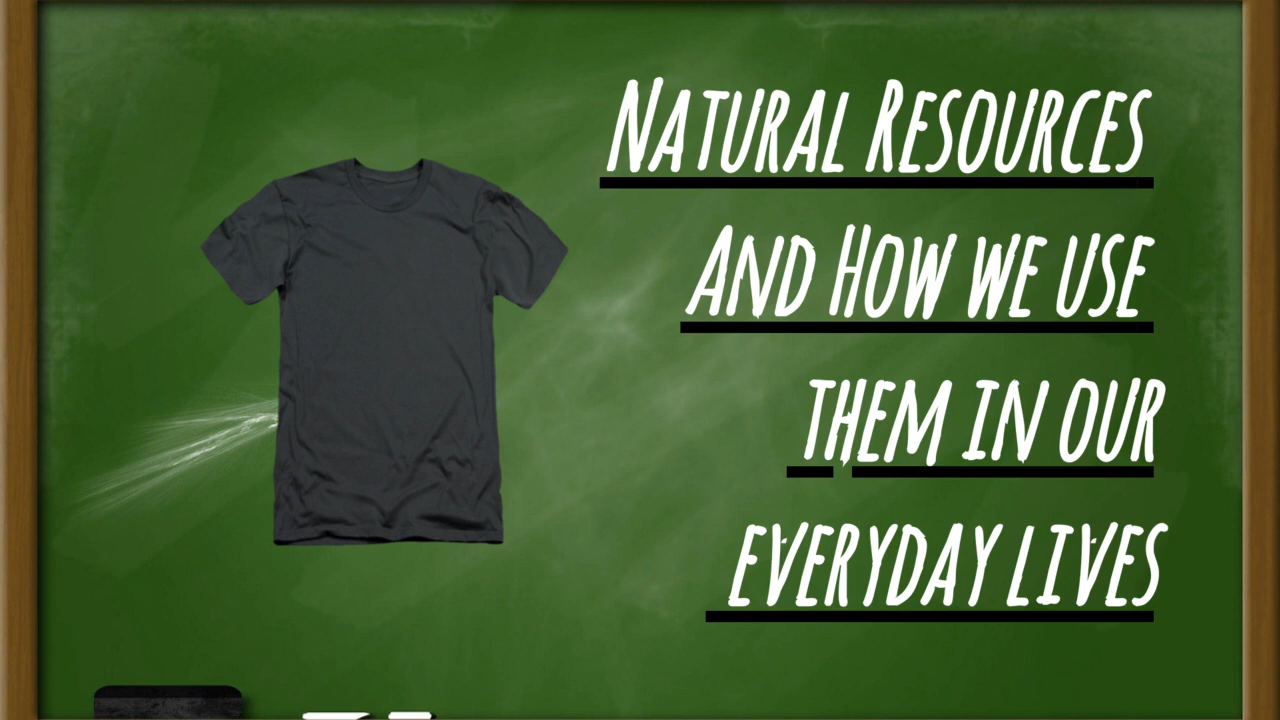 Natural Resources
And How we use
them in our
everyday lives